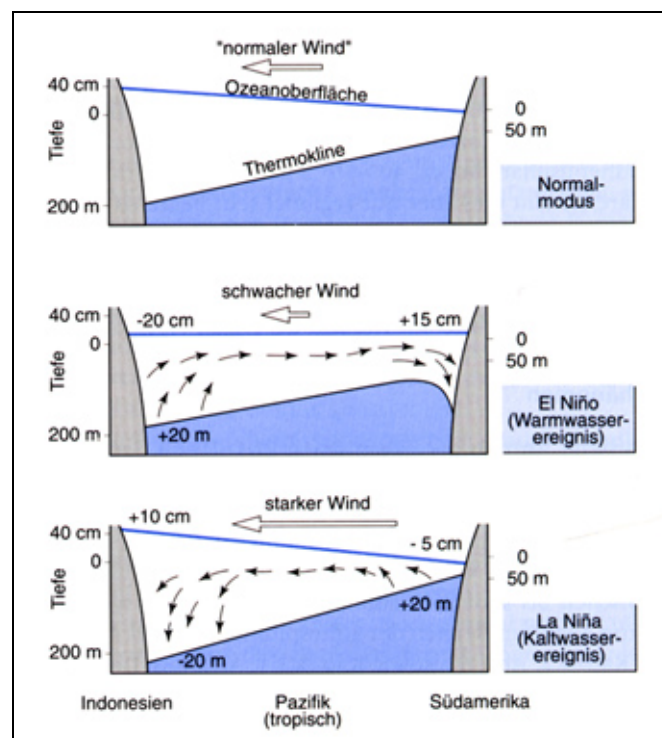 "normaler Wind"
Ozeanoberfläche
40 cm
0
Tiefe
200 m
Thermokline
0
50 m
Normal-
modus
schwacher Wind
40 cm
-20 cm
+15 cm
0
0
50 m
Tiefe
200 m
+20 m
El Niño
(Warmwasser-
ereignis)
starker Wind
+10 cm
40 cm
- 5 cm
0
0
50 m
Tiefe
+20 m
200 m
-20 m
La Niña
(Kaltwasser-
ereignis)
Indonesien
Pazifik
(tropisch)
Südamerika